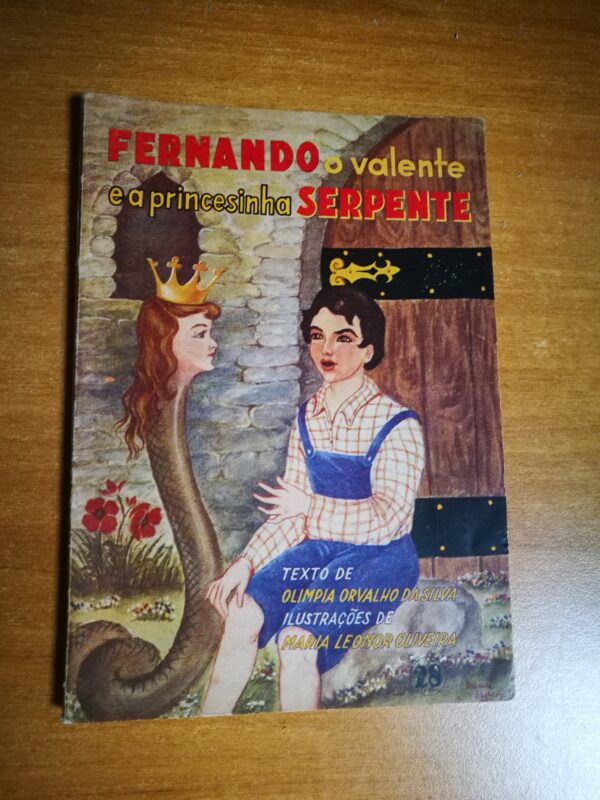 FERNANDO o valente
e a princesinha SERPENTE
TEXTO DE
OLIMPIA ORVALHO DA SILVA
ILUSTRAÇÕES DE
MARIA LEONOR OLIVEIRA